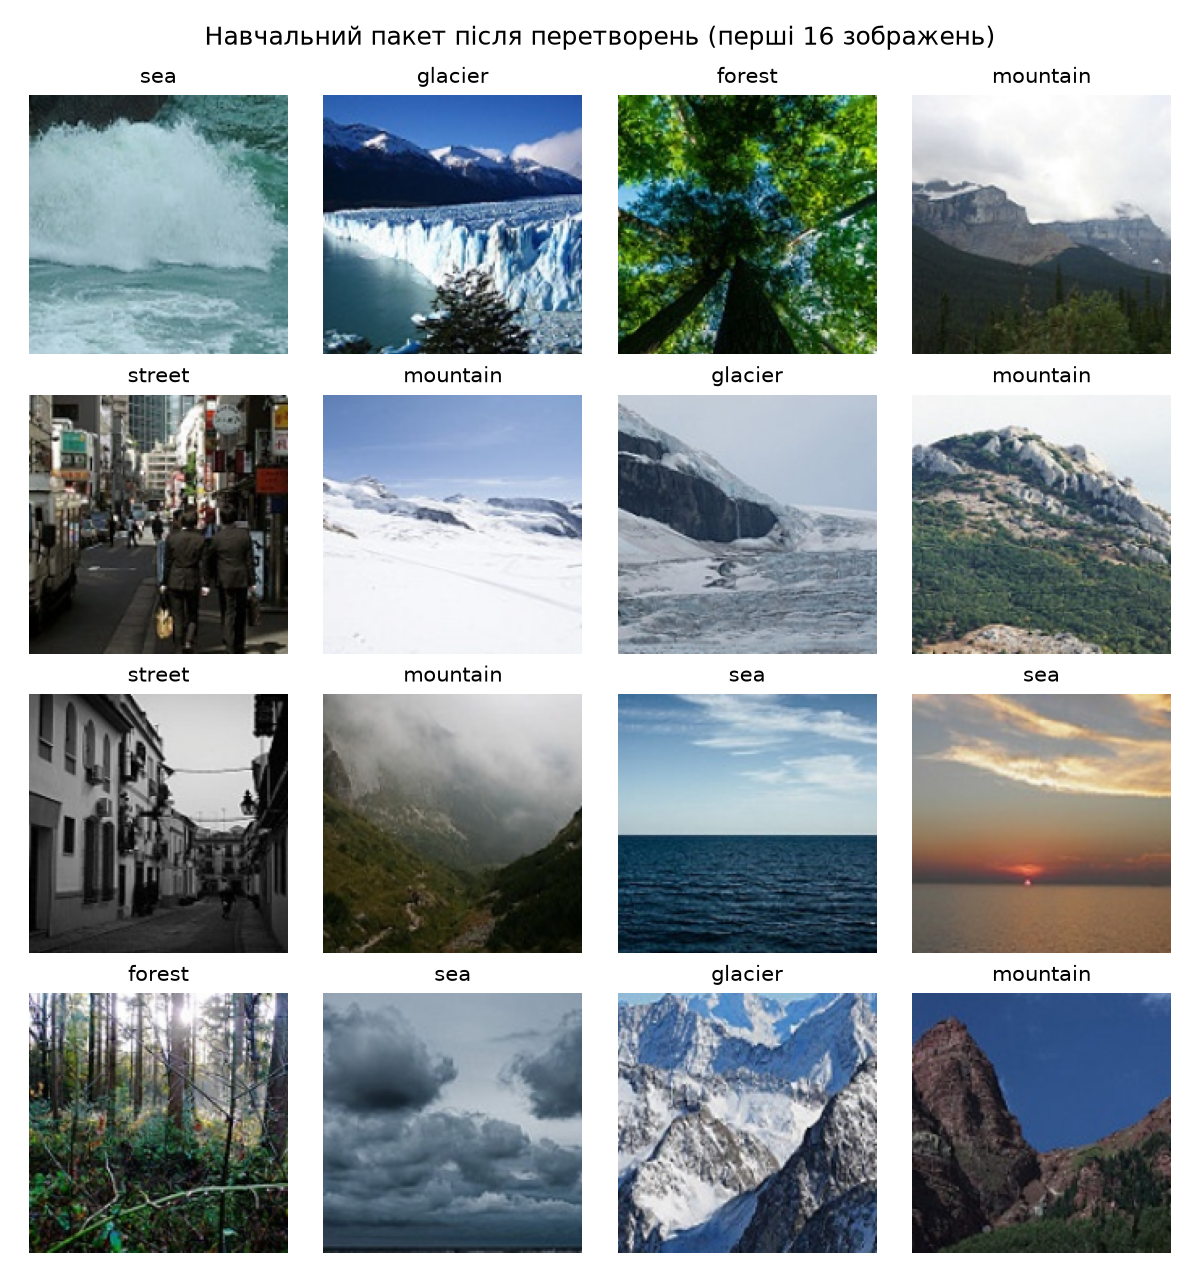 Навчальний пакет після перетворень (перші 16 зображень)
sea
glacier
forest
mountain
street
mountain
glacier
mountain
street
mountain
sea
sea
forest
sea
glacier
mountain